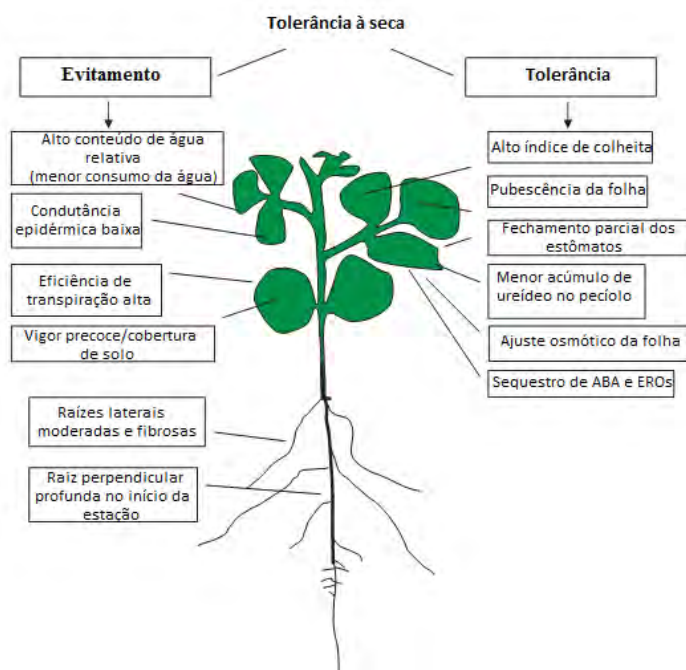 Tolerância à seca
Evitamento
Alto conteúdo de água
relativa
(menor consumo da água)
Condutância
epidérmica baixa
Eficiência de
transpiração alta
Vigor precoce/cobertura
de solo
Raízes laterais
moderadas e fibrosas
Raiz perpendicular
profunda no início da
estação
Tolerância
Alto índice de colheita
Pubescência da folha
Fechamento parcial dos
estômatos
Menor acúmulo de
ureídeo no pecíolo
Ajuste osmótico da folha
Sequestro de ABA e EROs